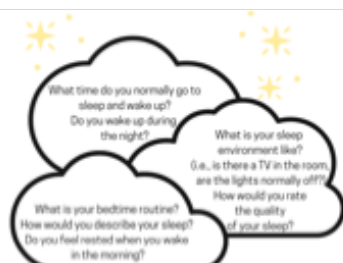 What time do you normally go to
sleep and wake up?
Do you wake up during
the night?
What is your sleep
environment like?
(i.e., is there a TV in the room,
are the lights normally off?)
How would you rate
the quality
of your sleep?
What is your bedtime routine?
How would you describe your sleep?
Do you feel rested when you wake
in the morning?